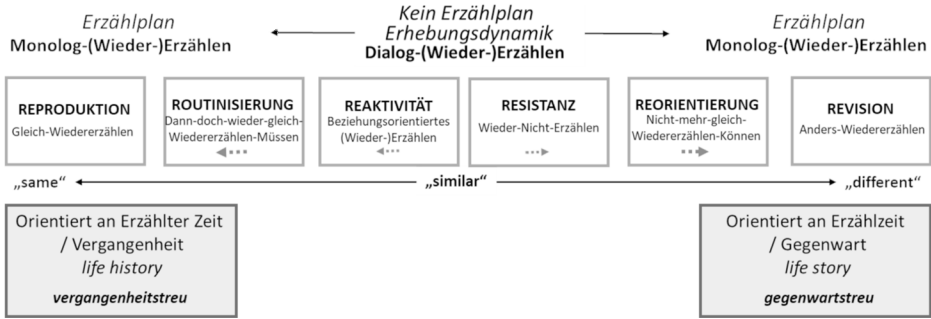 Erzählplan
Monolog-(Wieder-)Erzählen
Kein Erzählplan
Erhebungsdynamik
Dialog-(Wieder-)Erzählen
Erzählplan
Monolog-(Wieder-)Erzählen
REPRODUKTION
Gleich-Wiedererzählen
ROUTINISIERUNG
Dann-doch-wieder-gleich-
Wiedererzählen-Müssen
REAKTIVITÄT
Beziehungsorientiertes
(Wieder-)Erzählen
RESISTANZ
Wieder-Nicht-Erzählen
REORIENTIERUNG
Nicht-mehr-gleich-
Wiedererzählen-Können
REVISION
Anders-Wiedererzählen
„same“
„similar“
„different“
Orientiert an Erzählter Zeit
/ Vergangenheit
life history
vergangenheitstreu
Orientiert an Erzählzeit
/ Gegenwart
life story
gegenwartstreu